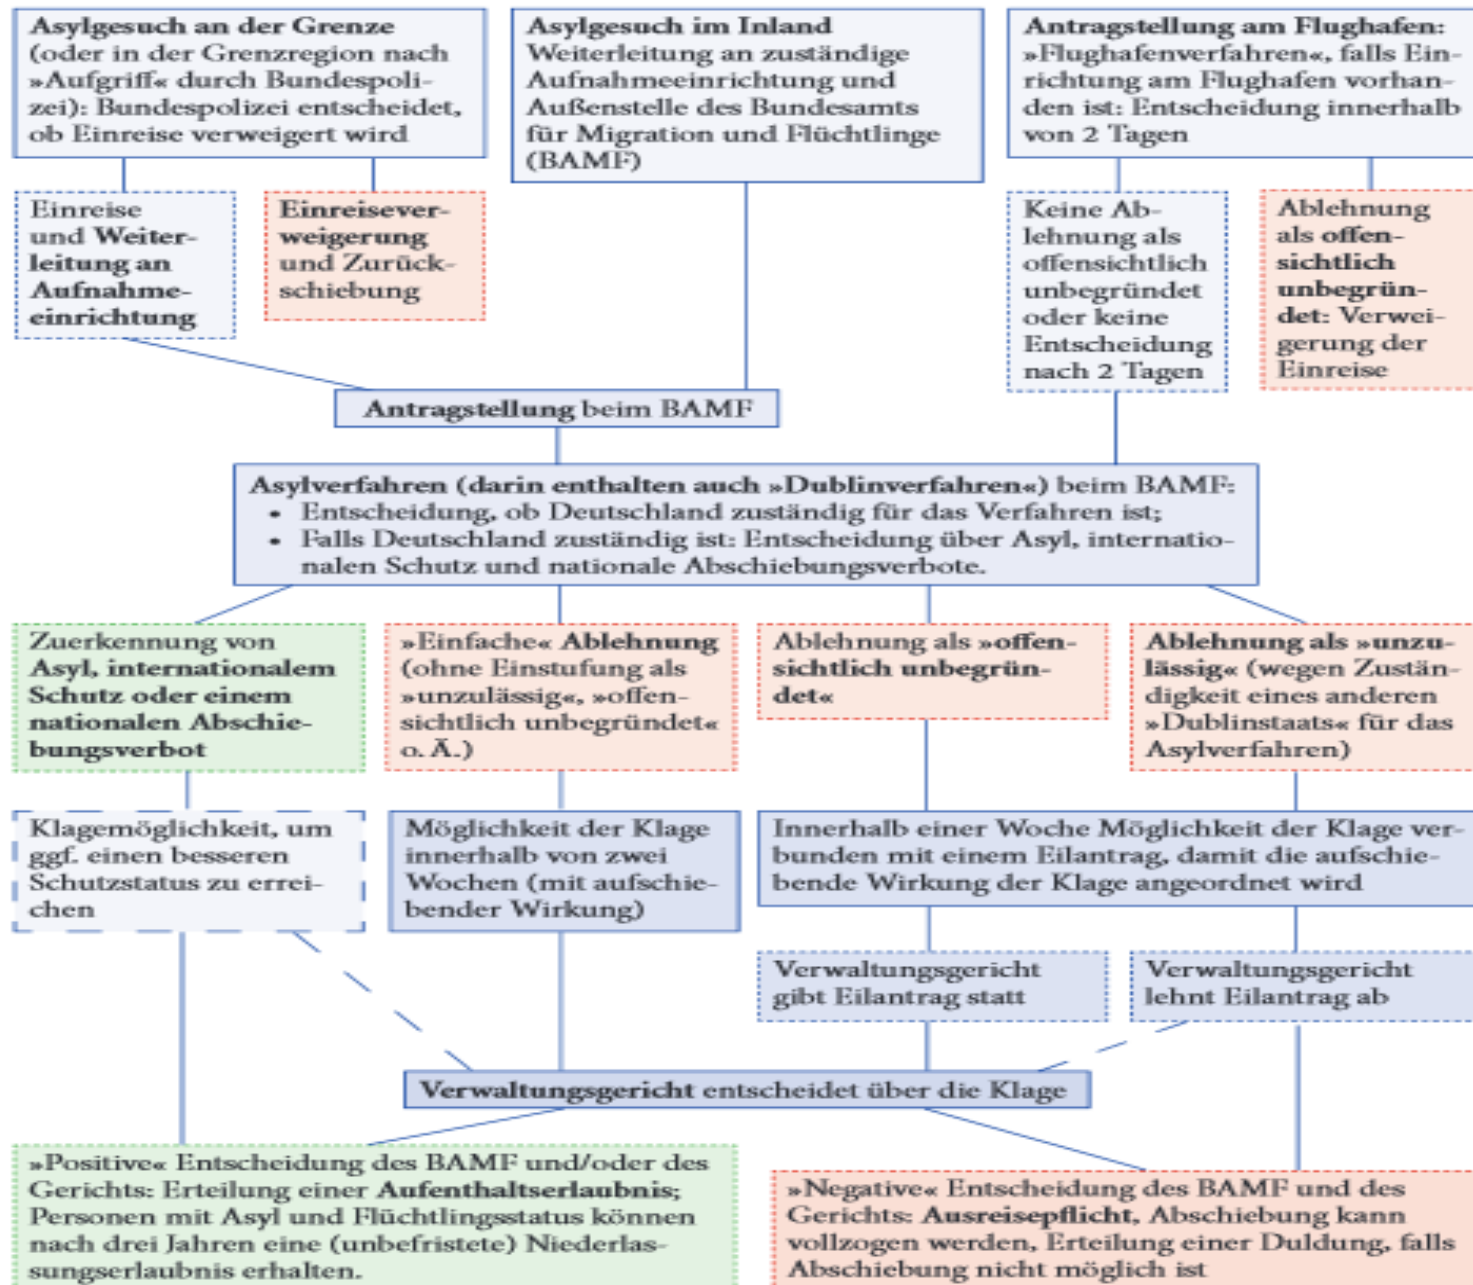 Asylgesuch an der Grenze
(oder in der Grenzregion nach
»Aufgriff« durch Bundespoli-
zei): Bundespolizei entscheidet,
ob Einreise verweigert wird
Asylgesuch im Inland
Weiterleitung an zuständige
Aufnahmeeinrichtung und
Außenstelle des Bundesamts
für Migration und Flüchtlinge
(BAMF)
Antragstellung am Flughafen:
»Flughafenverfahren«, falls Ein-
richtung am Flughafen vorhan-
den ist: Entscheidung innerhalb
von 2 Tagen
Einreise
und Weiter-
leitung an
Aufnahme-
einrichtung
Einreisever-
weigerung
und Zurück-
schiebung
Keine Ab-
lehnung als
offensichtlich
unbegründet
oder keine
Entscheidung
nach 2 Tagen
Ablehnung
als offen-
sichtlich
unbegrün-
det: Verwei-
gerung der
Einreise
Antragstellung beim BAMF
Asylverfahren (darin enthalten auch »Dublinverfahren«) beim BAMF:
• Entscheidung, ob Deutschland zuständig für das Verfahren ist;
• Falls Deutschland zuständig ist: Entscheidung über Asyl, internatio-
nalen Schutz und nationale Abschiebungsverbote.
Zuerkennung von
Asyl, internationalem
Schutz oder einem
nationalen Abschie-
bungsverbot
»Einfache« Ablehnung
(ohne Einstufung als
»unzulässig«, »offen-
sichtlich unbegründet«
o. Ä.)
Ablehnung als »offen-
sichtlich unbegrün-
det«
Ablehnung als »unzu-
lässig« (wegen Zustän-
digkeit eines anderen
»Dublinstaats« für das
Asylverfahren)
Klagemöglichkeit, um
ggf. einen besseren
Schutzstatus zu errei-
chen
Möglichkeit der Klage
innerhalb von zwei
Wochen (mit aufschie-
bender Wirkung)
Innerhalb einer Woche Möglichkeit der Klage ver-
bunden mit einem Eilantrag, damit die aufschie-
bende Wirkung der Klage angeordnet wird
Verwaltungsgericht
gibt Eilantrag statt
Verwaltungsgericht
lehnt Eilantrag ab
Verwaltungsgericht entscheidet über die Klage
»Positive« Entscheidung des BAMF und/oder des
Gerichts: Erteilung einer Aufenthaltserlaubnis;
Personen mit Asyl und Flüchtlingsstatus können
nach drei Jahren eine (unbefristete) Niederlas-
sungserlaubnis erhalten.
»Negative« Entscheidung des BAMF und des
Gerichts: Ausreisepflicht, Abschiebung kann
vollzogen werden, Erteilung einer Duldung, falls
Abschiebung nicht möglich ist